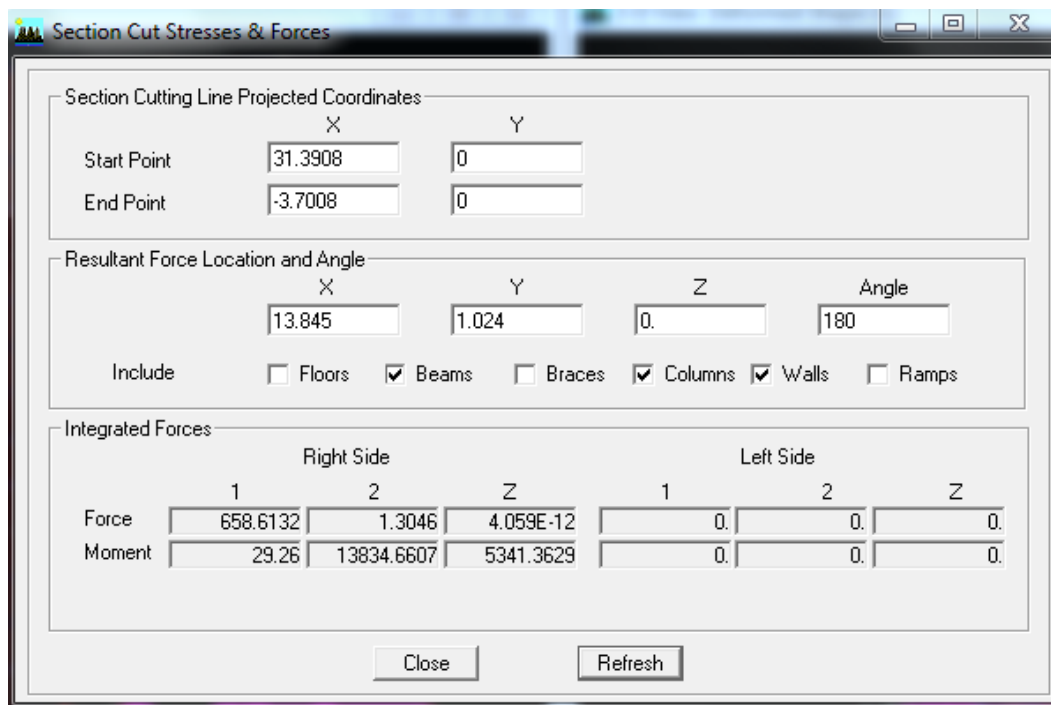 Section Cut Stresses & Forces
Section Cutting Line Projected Coordinates
X Y
Start Point 31.3908 0
End Point -3.7008 0
Resultant Force Location and Angle
X Y Z Angle
13.845 1.024 0. 180
Include Floors Beams Braces Columns Walls Ramps
Integrated Forces
Right Side Left Side
1 2 Z 1 2 Z
Force 658.6132 1.3046 4.059E-12 0. 0. 0.
Moment 29.26 13834.6607 5341.3629 0. 0. 0.
Close Refresh